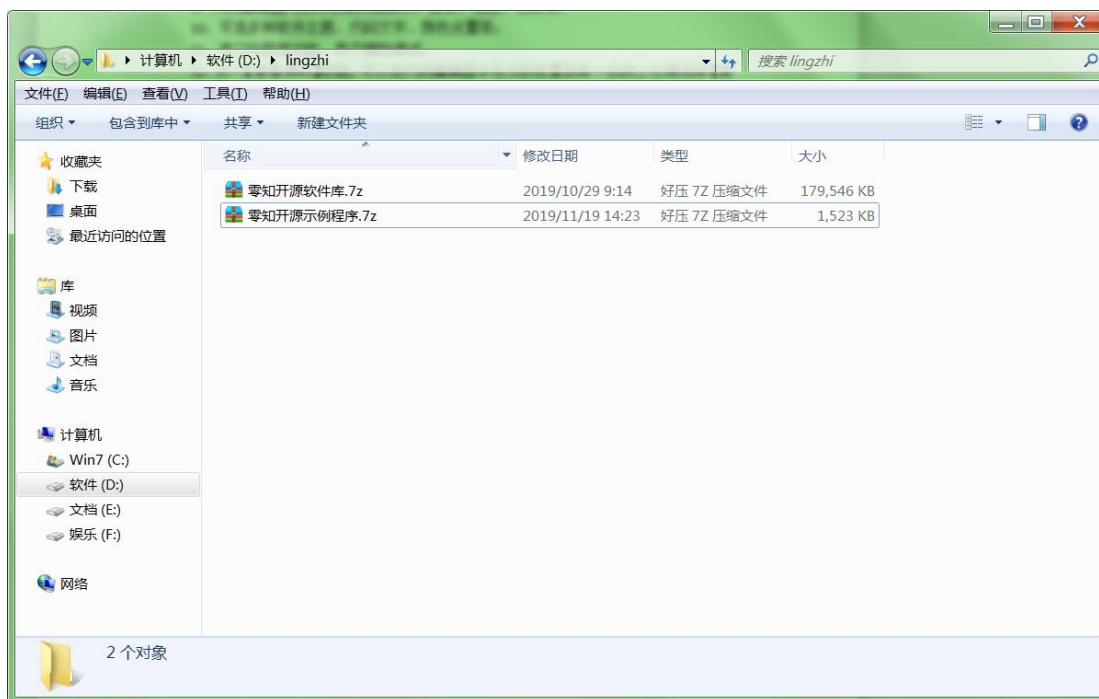 计算机 软件 (D:) lingzhi 搜索 lingzhi
文件(F) 编辑(E) 查看(V) 工具(T) 帮助(H)
组织 包含到库中 共享 新建文件夹
收藏夹
下载
桌面
最近访问的位置
库
视频
图片
文档
音乐
计算机
Win7 (C:)
软件 (D:)
文档 (E:)
娱乐 (F:)
网络
名称 修改日期 类型 大小
零知开源软件库.7z 2019/10/29 9:14 好压 7Z 压缩文件 179,546 KB
零知开源示例程序.7z 2019/11/19 14:23 好压 7Z 压缩文件 1,523 KB
2 个对象